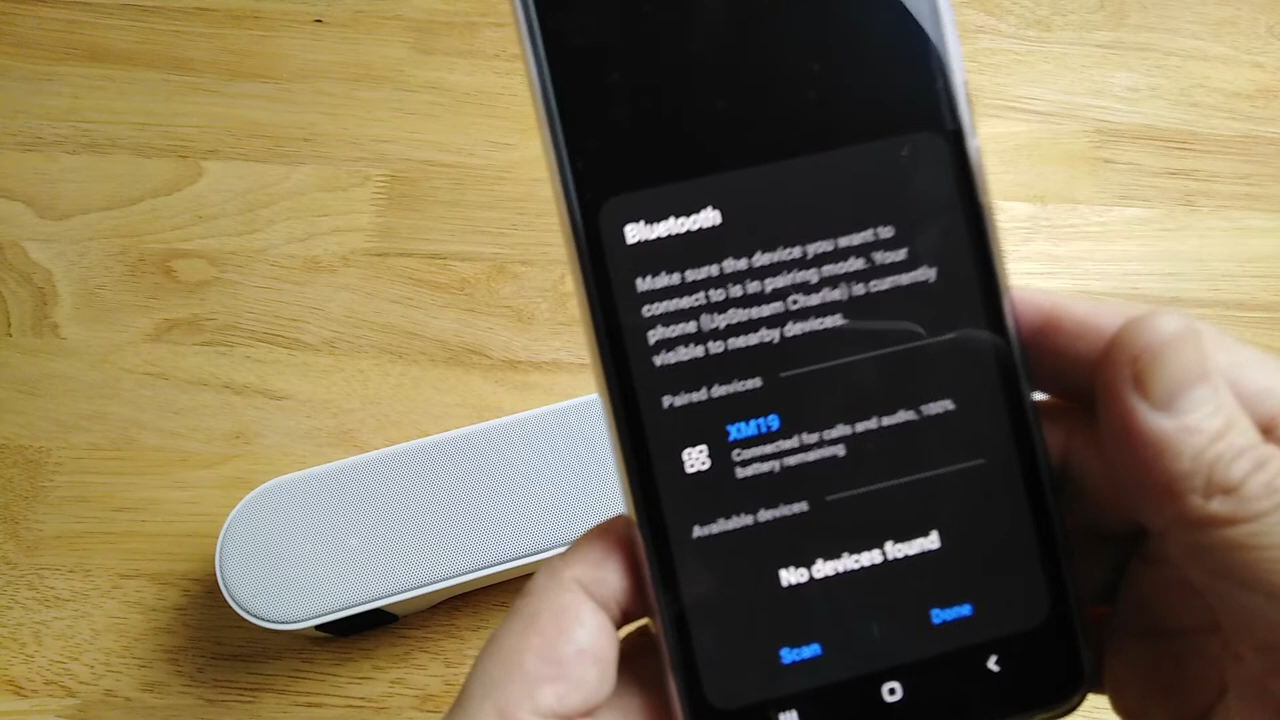 Bluetooth
Make sure the device you want to
connect to is in pairing mode. Your
phone (UpStream Charlie) is currently
visible to nearby devices.
Paired devices
XM19
Connected for calls and audio, 100%
battery remaining
Available devices
No devices found
Scan
Done